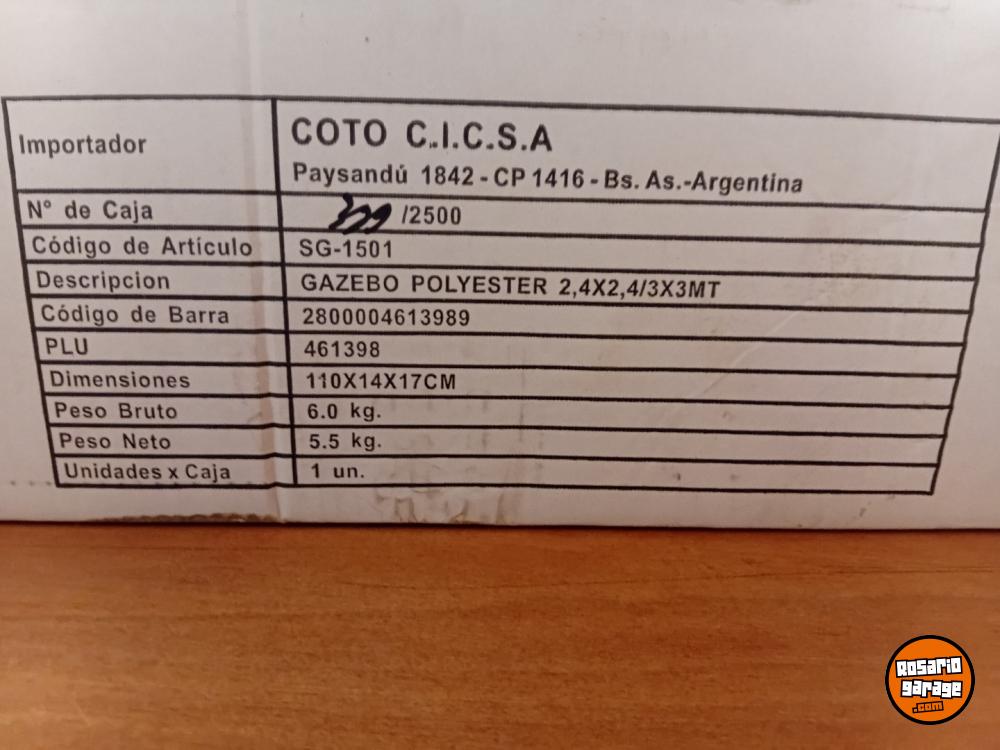 Importador
COTO C.I.C.S.A
Paysandú 1842 - CP 1416 - Bs. As.-Argentina
N° de Caja /2500
Código de Artículo SG-1501
Descripcion GAZEBO POLYESTER 2,4X2,4/3X3MT
Código de Barra 2800004613989
PLU 461398
Dimensiones 110X14X17CM
Peso Bruto 6.0 kg.
Peso Neto 5.5 kg.
Unidades x Caja 1 un.
Rosario
garage
.com